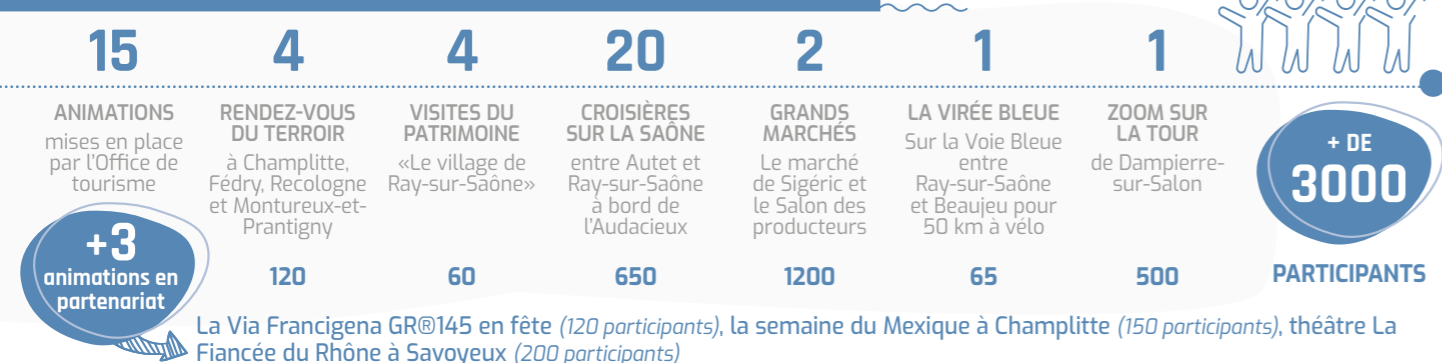 15
ANIMATIONS
mises en place
par l'Office de
tourisme
+3
animations en
partenariat
4
RENDEZ-VOUS
DU TERROIR
à Champlitte,
Fédry, Recologne
et Montureux-et-
Prantigny
120
4
VISITES DU
PATRIMOINE
«Le village de
Ray-sur-Saône»
60
20
CROISIÈRES
SUR LA SAÔNE
entre Autet et
Ray-sur-Saône
à bord de
l'Audacieux
650
2
GRANDS
MARCHÉS
Le marché
de Sigéric et
le Salon des
producteurs
1200
1
LA VIRÉE BLEUE
Sur la Voie Bleue
entre
Ray-sur-Saône
et Beaujeu pour
50 km à vélo
65
1
ZOOM SUR
LA TOUR
de Dampierre-
sur-Salon
500
+ DE
3000
PARTICIPANTS
La Via Francigena GR®145 en fête (120 participants), la semaine du Mexique à Champlitte (150 participants), théâtre La
Fiancée du Rhône à Savoyeux (200 participants)